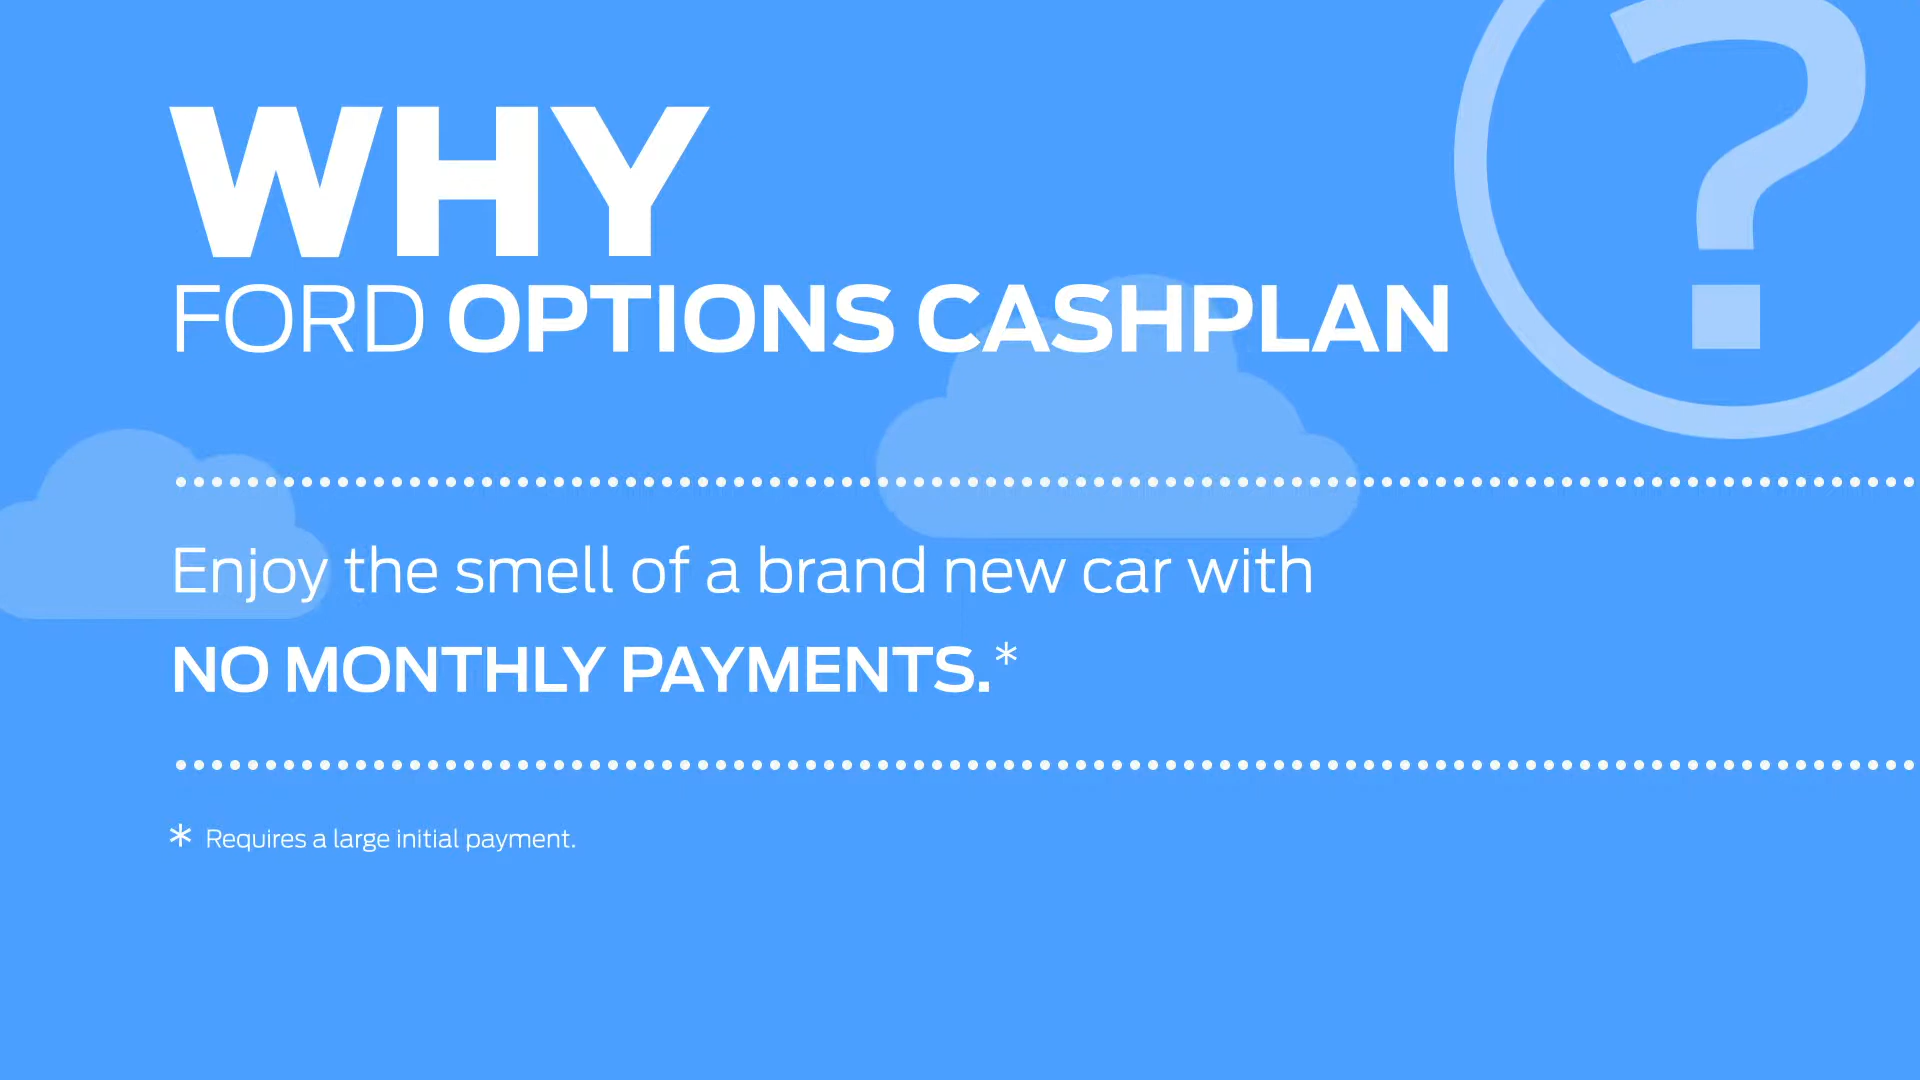 WHY
FORD OPTIONS CASHPLAN
?
Enjoy the smell of a brand new car with
NO MONTHLY PAYMENTS.*
* Requires a large initial payment.